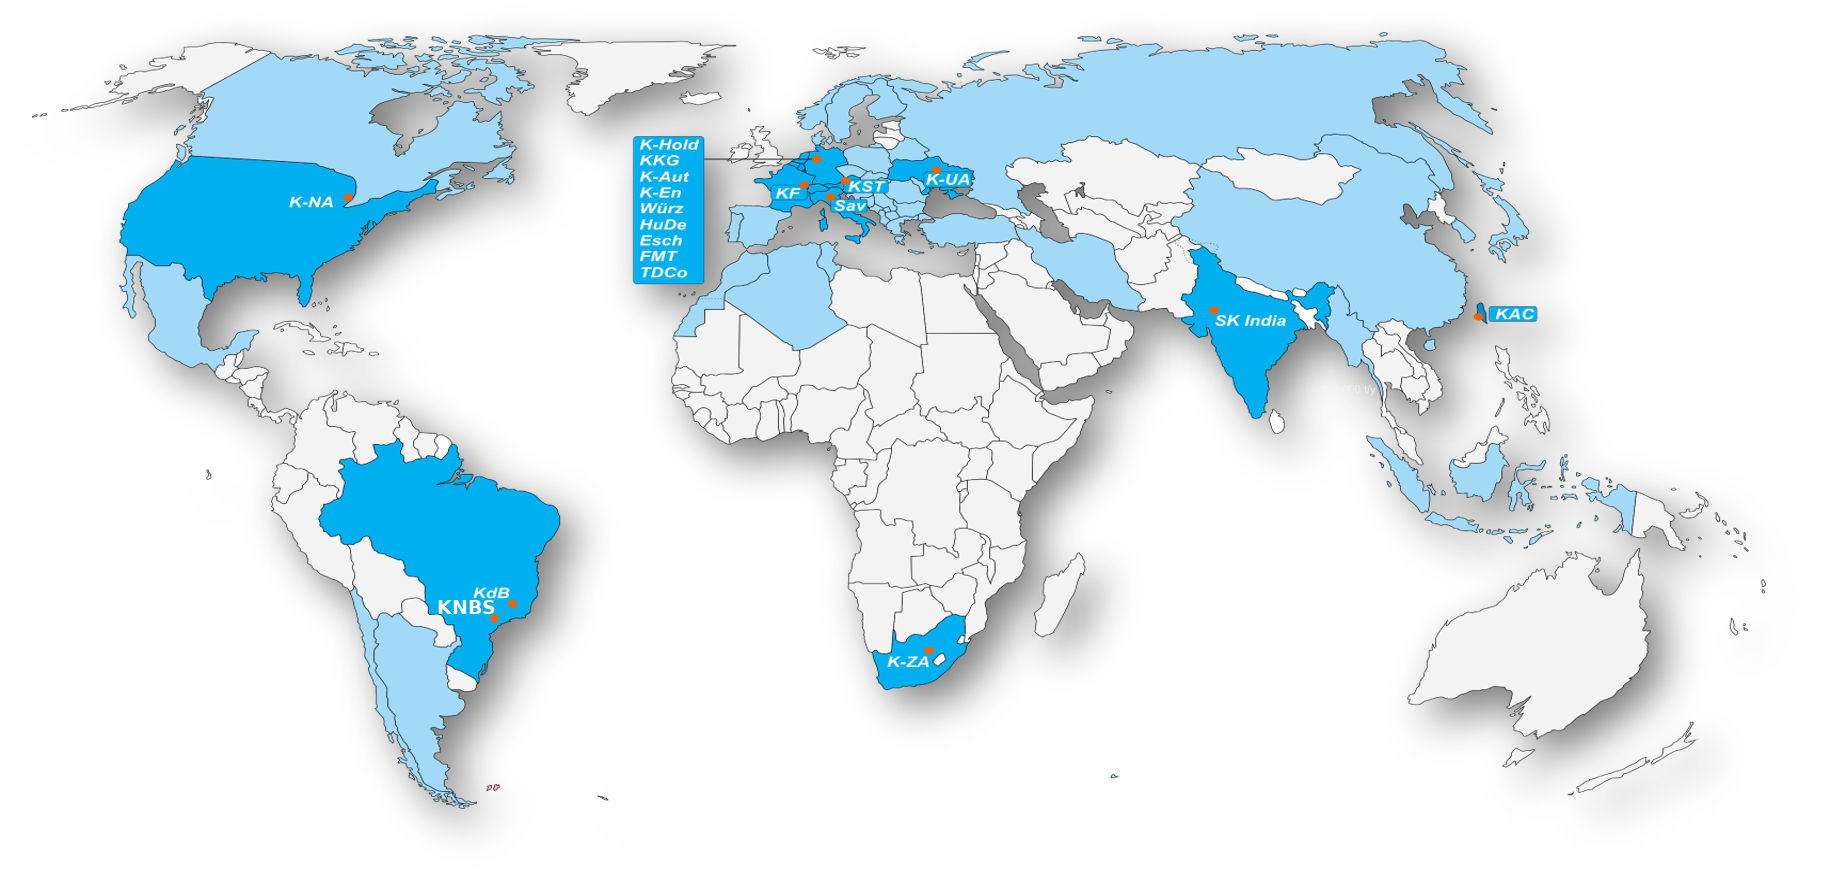 K-Hold
KKG
K-Aut
K-En
Würz
HuDe
Esch
FMT
TDCo
K-NA
KF
KST
K-UA
Sav
SK India
KAC
KdB
KNBS
K-ZA